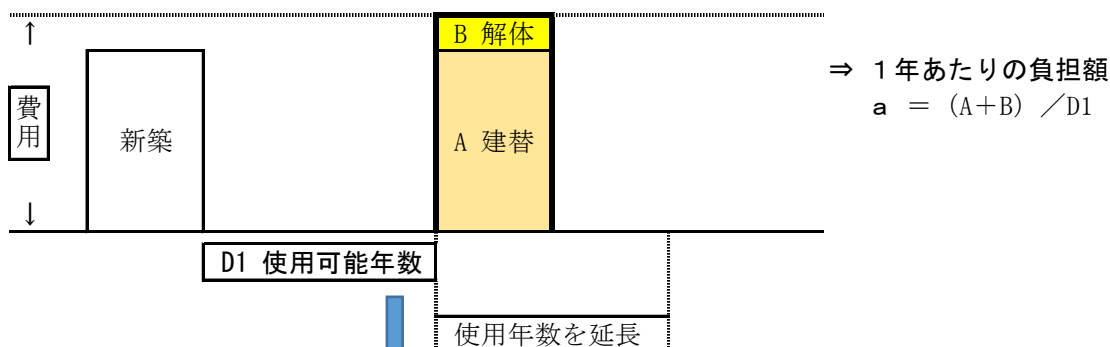 ↑
費用
↓
新築
B 解体
A 建替
⇒ 1年あたりの負担額
a = (A+B) /D1
D1 使用可能年数
使用年数を延長